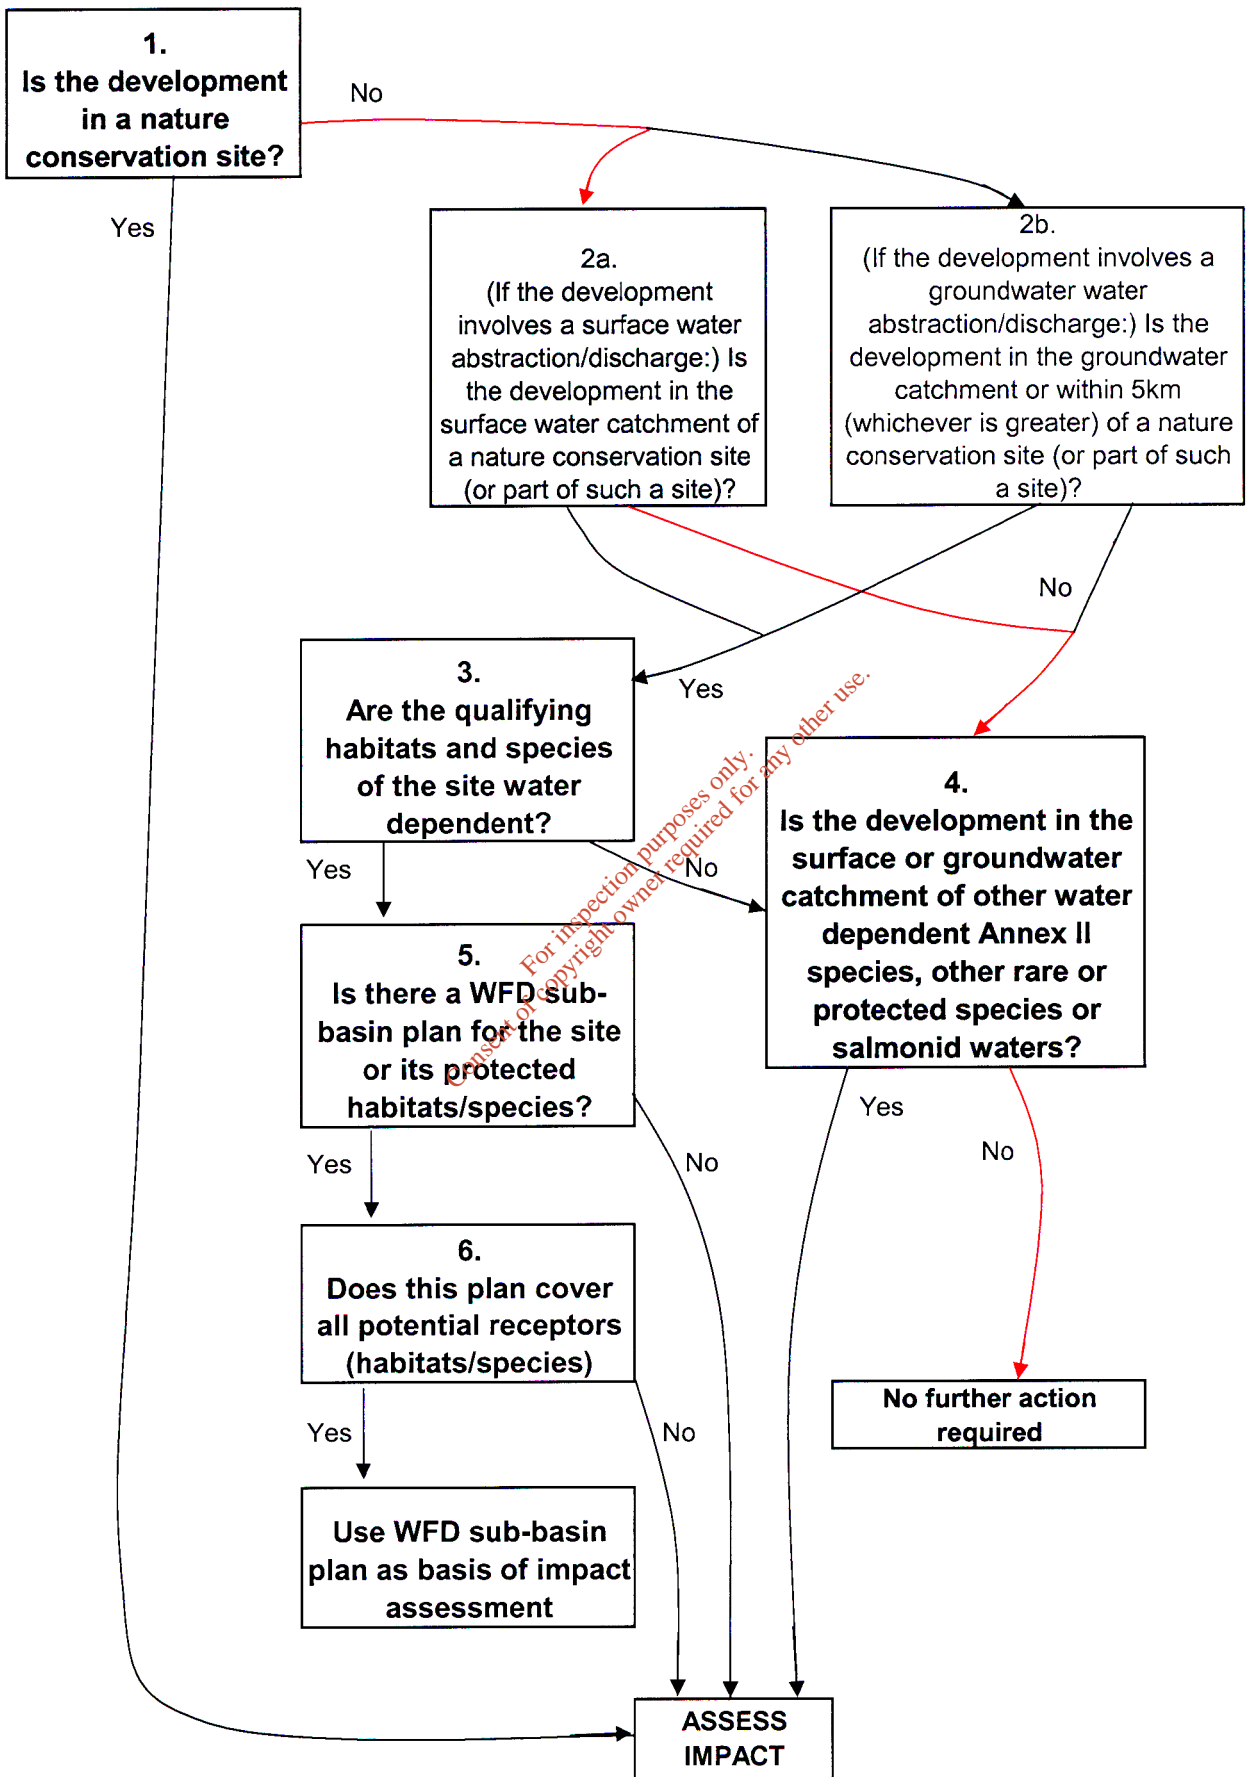 1.
Is the development
in a nature
conservation site?
No
Yes
2a.
(If the development
involves a surface water
abstraction/discharge:) Is
the development in the
surface water catchment of
a nature conservation site
(or part of such a site)?
2b.
(If the development involves a
groundwater water
abstraction/discharge:) Is the
development in the groundwater
catchment or within 5km
(whichever is greater) of a nature
conservation site (or part of such
a site)?
No
Yes
3.
Are the qualifying
habitats and species
of the site water
dependent?
Yes
No
4.
Is the development in the
surface or groundwater
catchment of other water
dependent Annex II
species, other rare or
protected species or
salmonid waters?
Yes
No
5.
Is there a WFD sub-
basin plan for the site
or its protected
habitats/species?
Yes
No
6.
Does this plan cover
all potential receptors
(habitats/species)
Yes
No
No further action
required
Use WFD sub-basin
plan as basis of impact
assessment
ASSESS
IMPACT
For inspection purposes only.
Consent of copyright owner required for any other use.